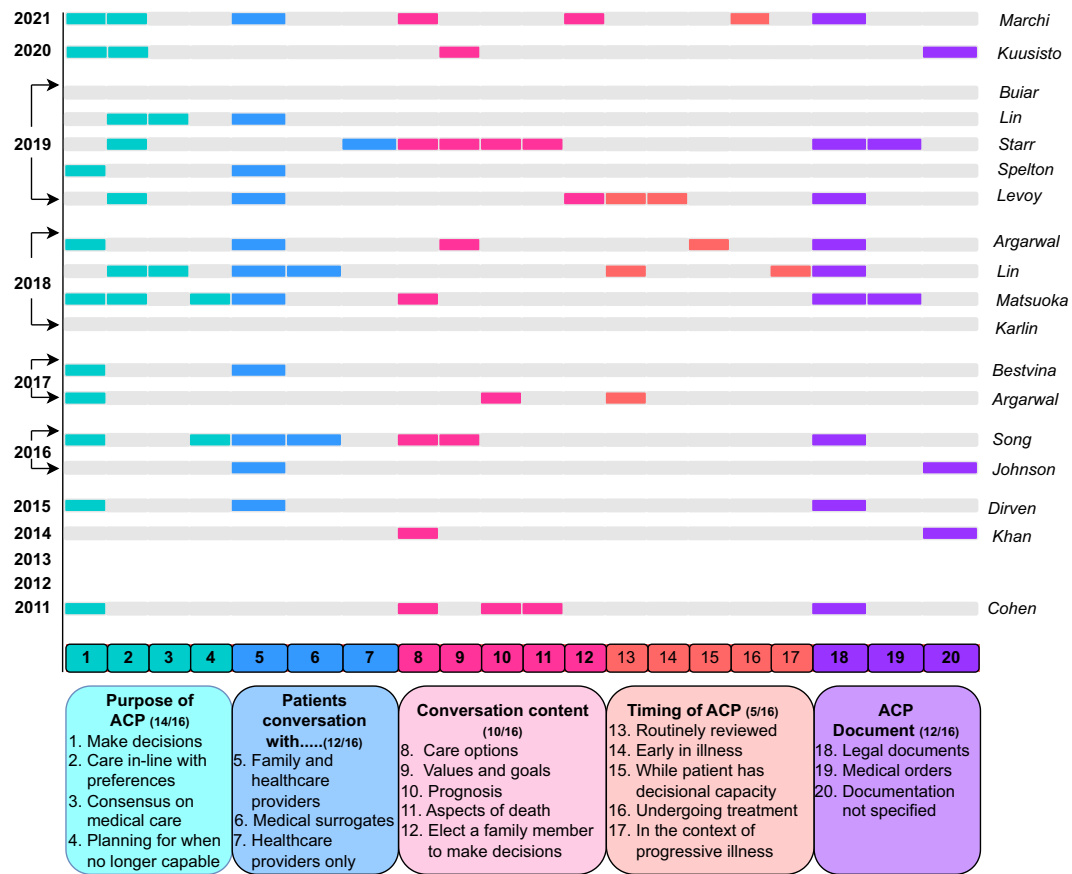 2021 Marchi
2020 Kuusisto
Buiar
Lin
2019 Starr
Spelton
Levoy
Argarwal
Lin
2018
Matsuoka
Karlin
Bestvina
2017
Argarwal
Song
2016
Johnson
2015 Dirven
2014 Khan
2013
2012
2011 Cohen
1 2 3 4 5 6 7 8 9 10 11 12 13 14 15 16 17 18 19 20
Purpose of
ACP (14/16)
1. Make decisions
2. Care in-line with
preferences
3. Consensus on
medical care
4. Planning for when
no longer capable
Patients
conversation
with.....(12/16)
5. Family and
healthcare
providers
6. Medical surrogates
7. Healthcare
providers only
Conversation content
(10/16)
8. Care options
9. Values and goals
10. Prognosis
11. Aspects of death
12. Elect a family member
to make decisions
Timing of ACP (5/16)
13. Routinely reviewed
14. Early in illness
15. While patient has
decisional capacity
16. Undergoing treatment
17. In the context of
progressive illness
ACP
Document (12/16)
18. Legal documents
19. Medical orders
20. Documentation
not specified